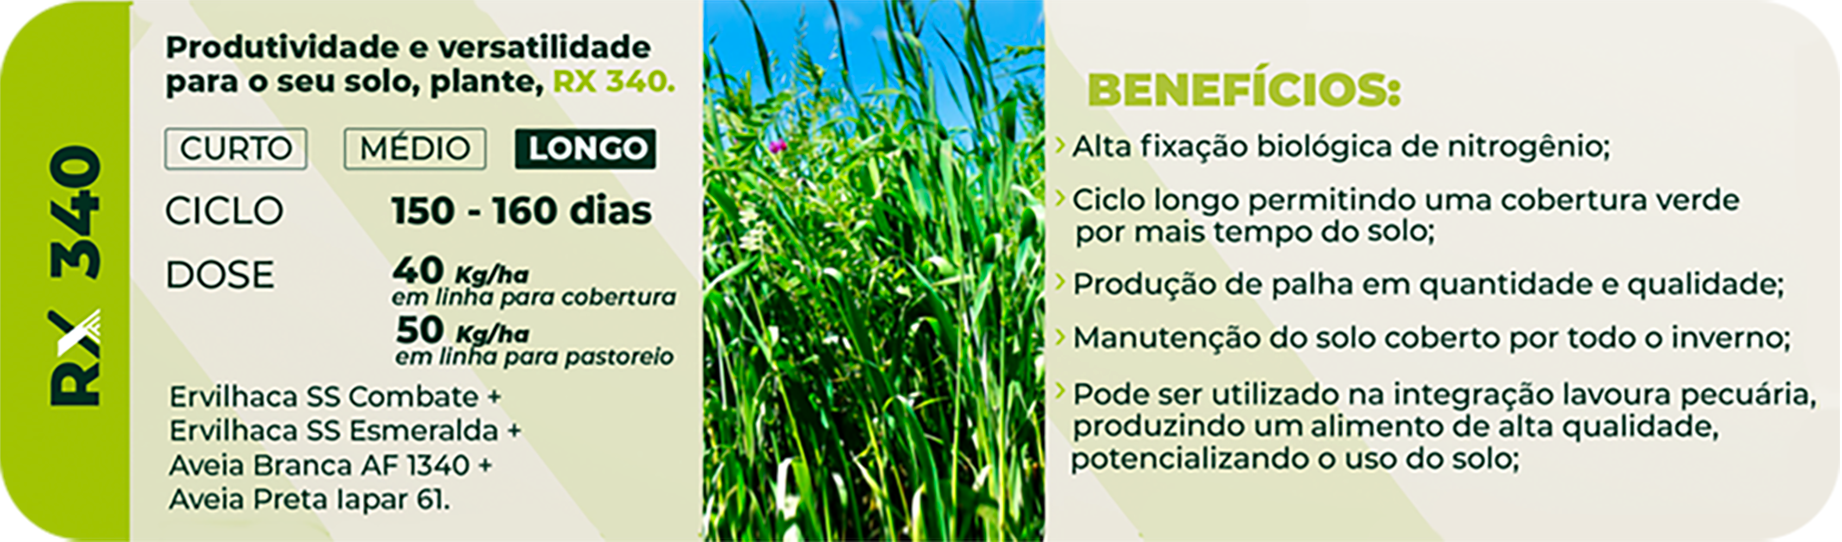 RX 340
Produtividade e versatilidade
para o seu solo, plante, RX 340.
CURTO MÉDIO LONGO
CICLO 150 - 160 dias
DOSE 40 Kg/ha
em linha para cobertura
50 Kg/ha
em linha para pastoreio
Ervilhaca SS Combate +
Ervilhaca SS Esmeralda +
Aveia Branca AF 1340 +
Aveia Preta Iapar 61.
BENEFÍCIOS:
› Alta fixação biológica de nitrogênio;
› Ciclo longo permitindo uma cobertura verde
por mais tempo do solo;
› Produção de palha em quantidade e qualidade;
› Manutenção do solo coberto por todo o inverno;
› Pode ser utilizado na integração lavoura pecuária,
produzindo um alimento de alta qualidade,
potencializando o uso do solo;